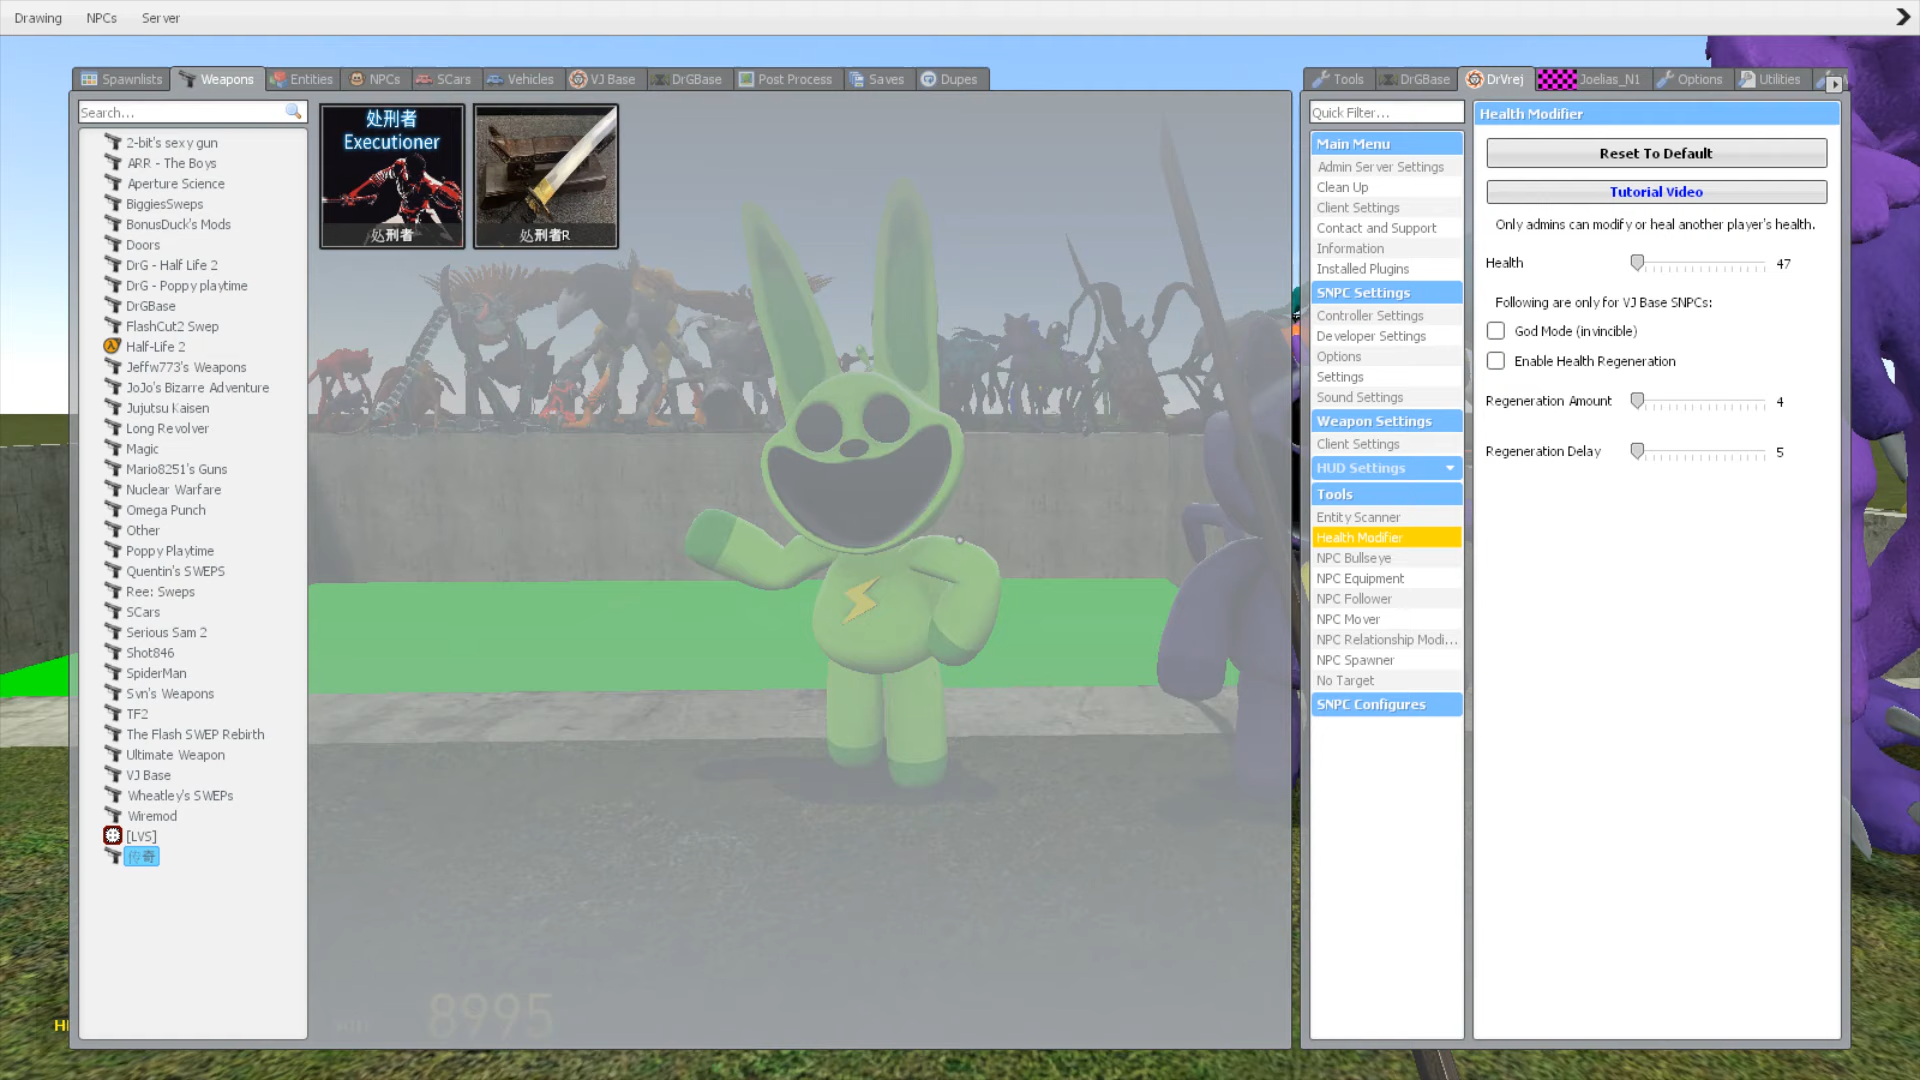 Drawing NPCs Server
Spawnlists Weapons Entities NPCs SCars Vehicles VJ Base DrGBase Post Process Saves Dupes
Search...
2-bit's sexy gun
ARR - The Boys
Aperture Science
BiggiesSweps
BonusDuck's Mods
Doors
DrG - Half Life 2
DrG - Poppy playtime
DrGBase
FlashCut2 Swep
Half-Life 2
Jeffw773's Weapons
JoJo's Bizarre Adventure
Jujutsu Kaisen
Long Revolver
Magic
Mario8251's Guns
Nuclear Warfare
Omega Punch
Other
Poppy Playtime
Quentin's SWEPS
Ree: Sweps
SCars
Serious Sam 2
Shot846
SpiderMan
Svn's Weapons
TF2
The Flash SWEP Rebirth
Ultimate Weapon
VJ Base
Wheatley's SWEPs
Wiremod
[LVS]
传奇
处刑者
Executioner
处刑者
处刑者R
8995
Tools DrGBase DrVrej Joelias_N1 Options Utilities
Quick Filter...
Main Menu
Admin Server Settings
Clean Up
Client Settings
Contact and Support
Information
Installed Plugins
SNPC Settings
Controller Settings
Developer Settings
Options
Settings
Sound Settings
Weapon Settings
Client Settings
HUD Settings
Tools
Entity Scanner
Health Modifier
NPC Bullseye
NPC Equipment
NPC Follower
NPC Mover
NPC Relationship Modi...
NPC Spawner
No Target
SNPC Configures
Health Modifier
Reset To Default
Tutorial Video
Only admins can modify or heal another player's health.
Health 47
Following are only for VJ Base SNPCs:
God Mode (invincible)
Enable Health Regeneration
Regeneration Amount 4
Regeneration Delay 5